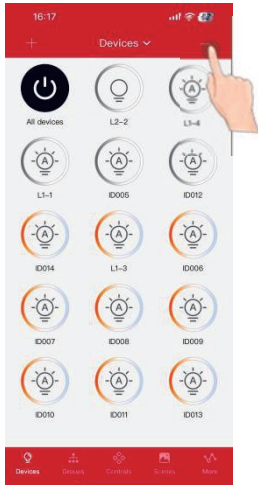 16:17
Devices
All devices
L2-2
L1-4
L1-1
ID005
ID012
ID014
L1-3
ID006
ID007
ID008
ID009
ID010
ID011
ID013
Devices
Groups
Controls
Scenes
More